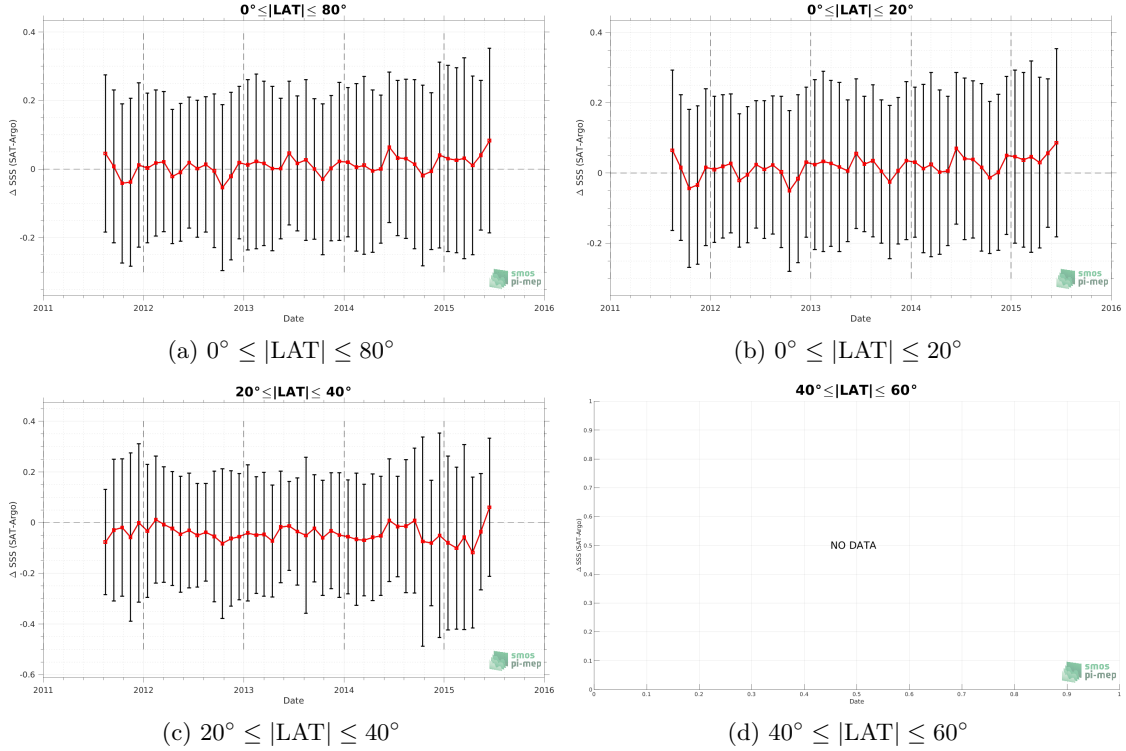 0°≤|LAT|≤ 80°
0.4
0.2
0
-0.2
Δ SSS (SAT-Argo)
2011 2012 2013 2014 2015 2016
Date
smos
pi-mep
(a) 0° ≤ |LAT| ≤ 80°
0°≤|LAT|≤ 20°
0.4
0.2
0
-0.2
Δ SSS (SAT-Argo)
2011 2012 2013 2014 2015 2016
Date
smos
pi-mep
(b) 0° ≤ |LAT| ≤ 20°
20°≤|LAT|≤ 40°
0.4
0.2
0
-0.2
-0.4
-0.6
Δ SSS (SAT-Argo)
2011 2012 2013 2014 2015 2016
Date
smos
pi-mep
(c) 20° ≤ |LAT| ≤ 40°
40°≤|LAT|≤ 60°
1
0.9
0.8
0.7
0.6
0.5
0.4
0.3
0.2
0.1
0
Δ SSS (SAT-Argo)
NO DATA
0 0.1 0.2 0.3 0.4 0.5 0.6 0.7 0.8 0.9 1
Date
smos
pi-mep
(d) 40° ≤ |LAT| ≤ 60°